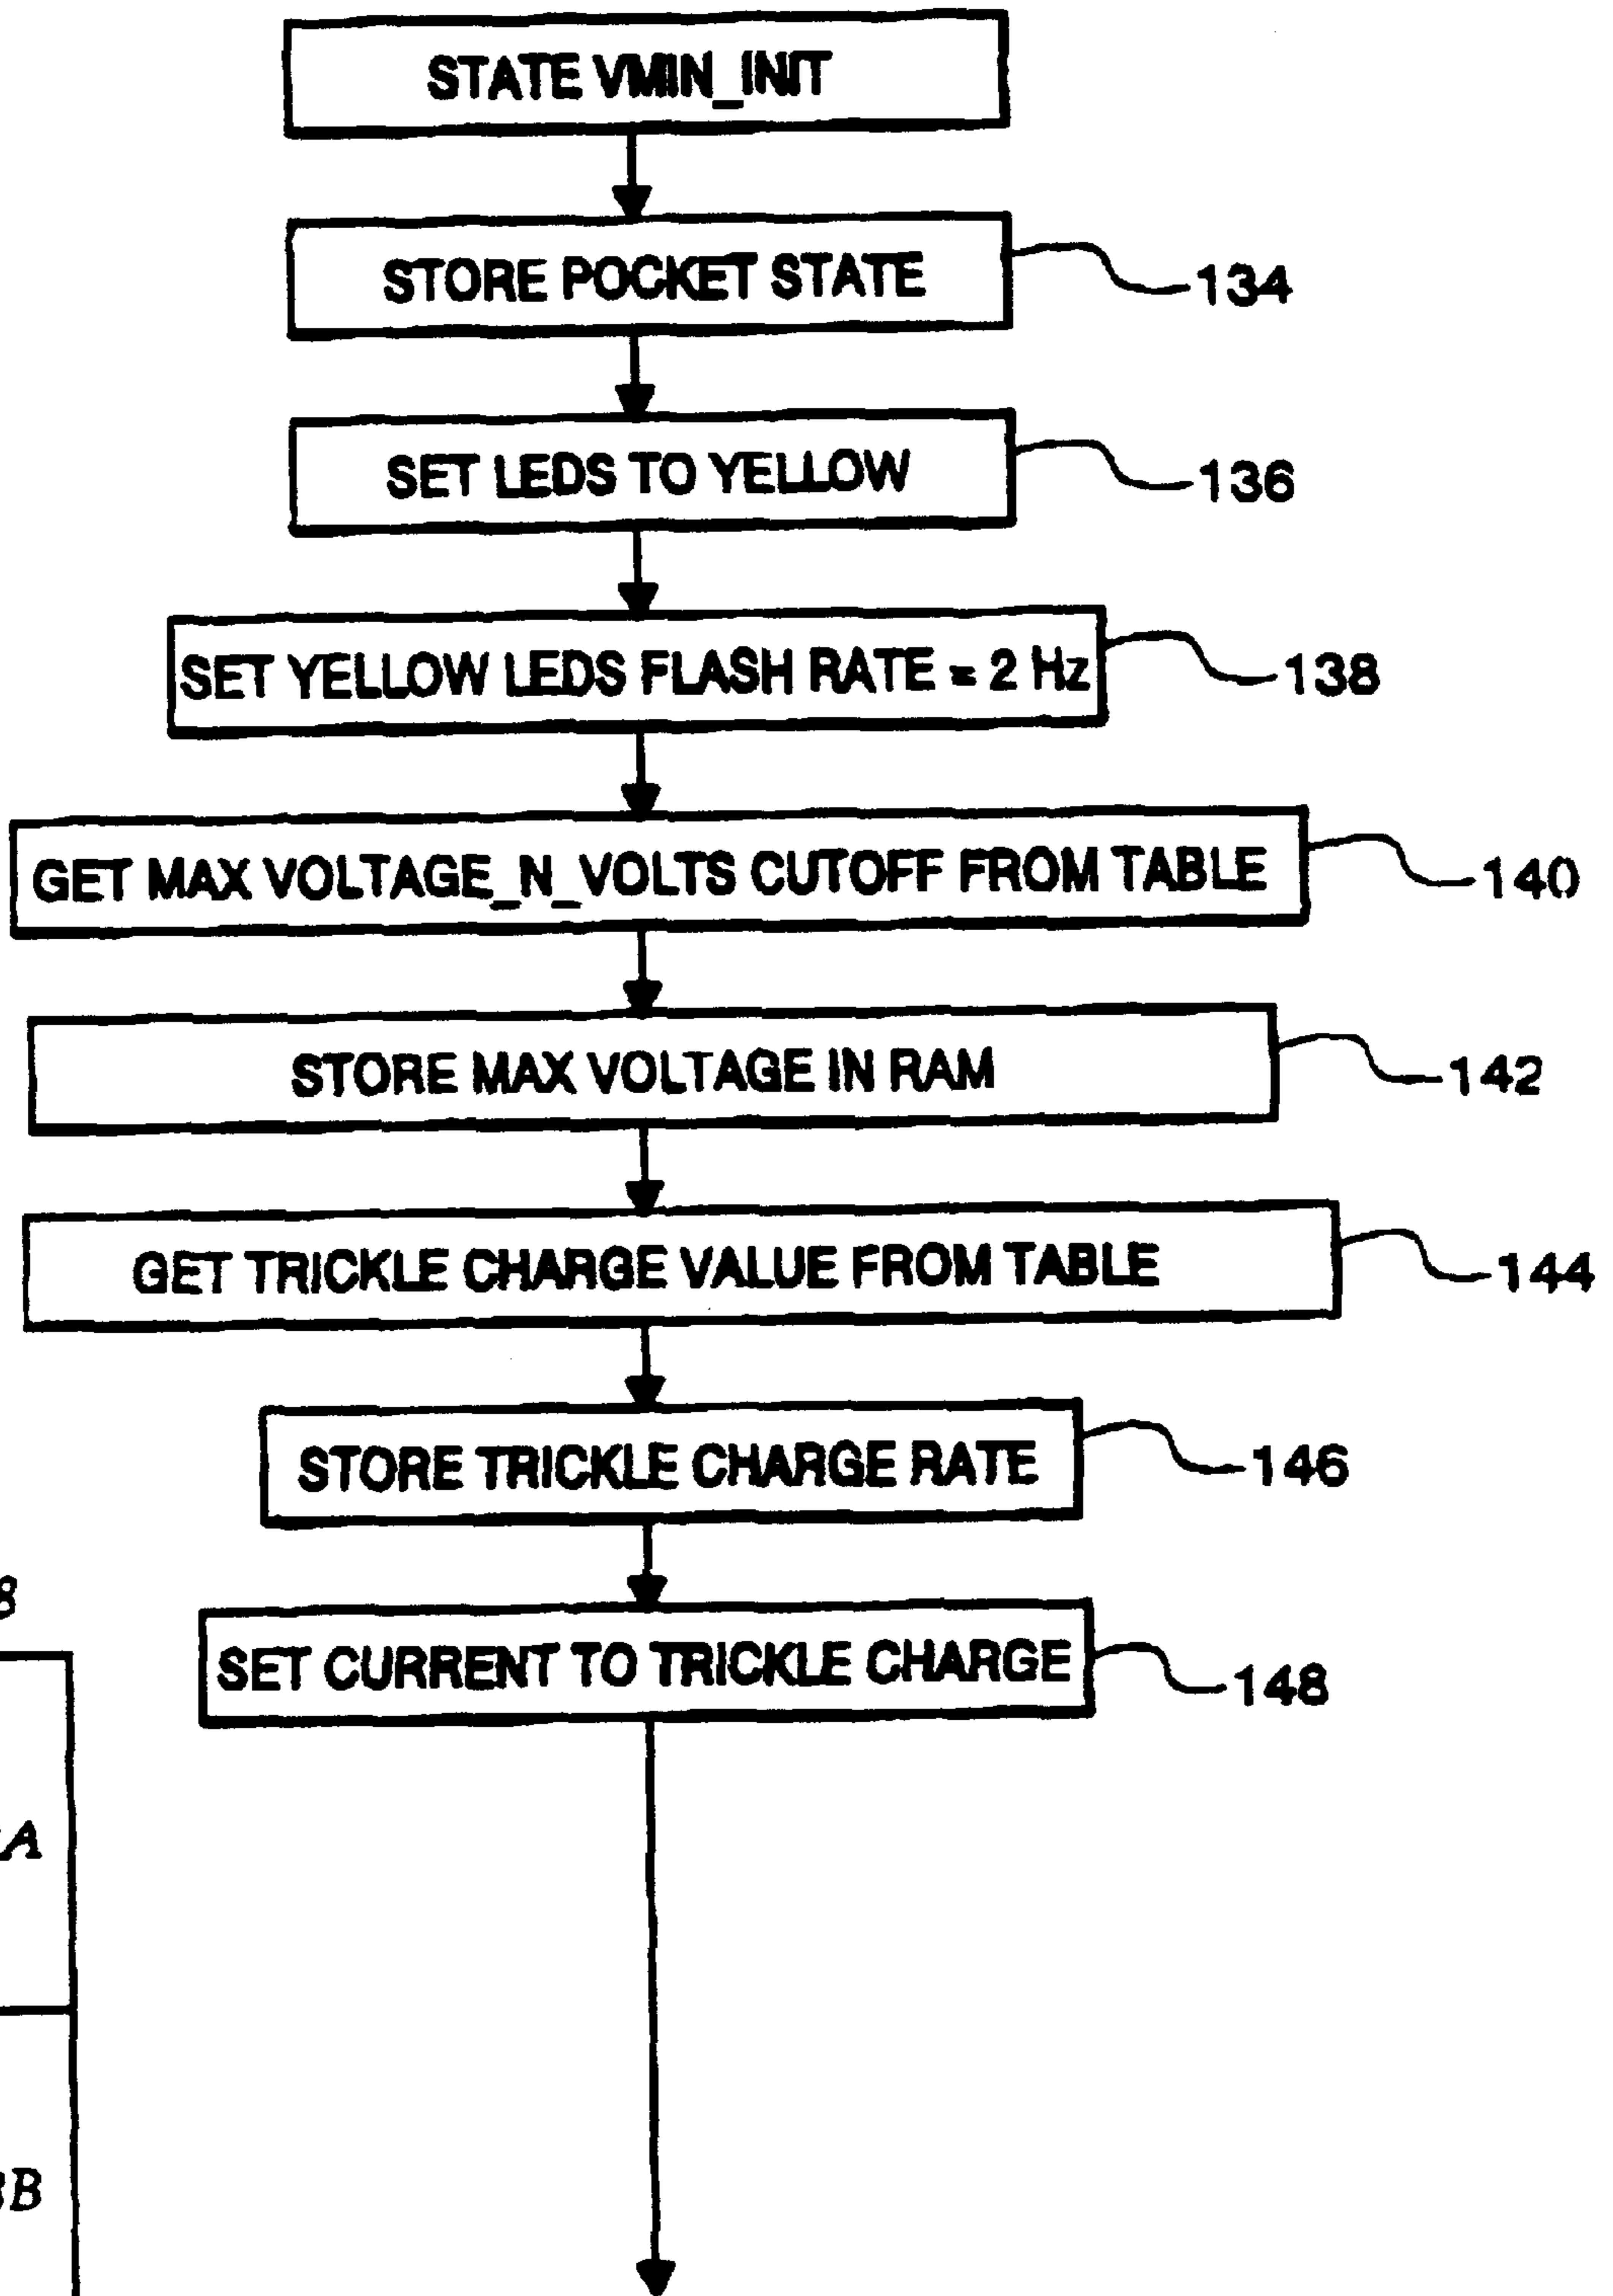 STATE VMIN_INIT
STORE POCKET STATE
134
SET LEDS TO YELLOW
136
SET YELLOW LEDS FLASH RATE = 2 Hz
138
GET MAX VOLTAGE_N_VOLTS CUTOFF FROM TABLE
140
STORE MAX VOLTAGE IN RAM
142
GET TRICKLE CHARGE VALUE FROM TABLE
144
STORE TRICKLE CHARGE RATE
146
SET CURRENT TO TRICKLE CHARGE
148
A
B